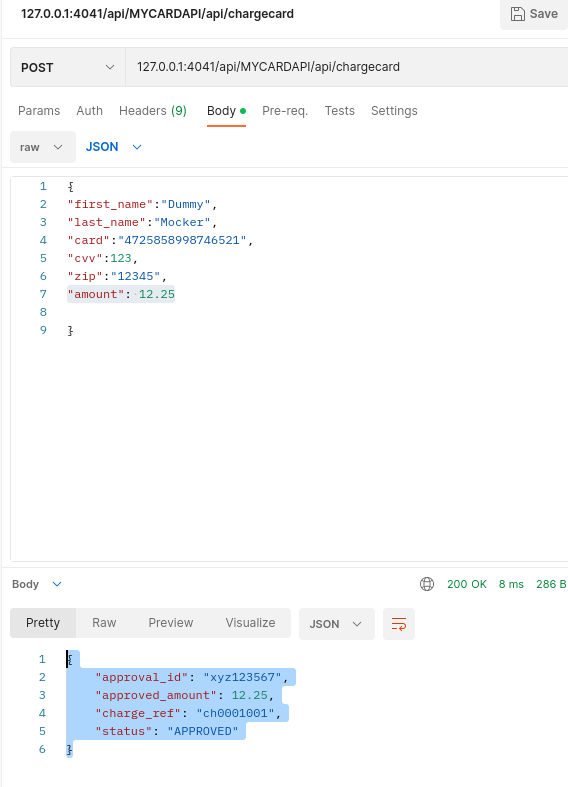 127.0.0.1:4041/api/MYCARDAPI/api/chargecard Save
POST 127.0.0.1:4041/api/MYCARDAPI/api/chargecard
Params Auth Headers (9) Body Pre-req. Tests Settings
raw JSON
1 {
2 "first_name":"Dummy",
3 "last_name":"Mocker",
4 "card":"4725858998746521",
5 "cvv":123,
6 "zip":"12345",
7 "amount": 12.25
8
9 }
Body 200 OK 8 ms 286 B
Pretty Raw Preview Visualize JSON
1 {
2 "approval_id": "xyz123567",
3 "approved_amount": 12.25,
4 "charge_ref": "ch0001001",
5 "status": "APPROVED"
6 }